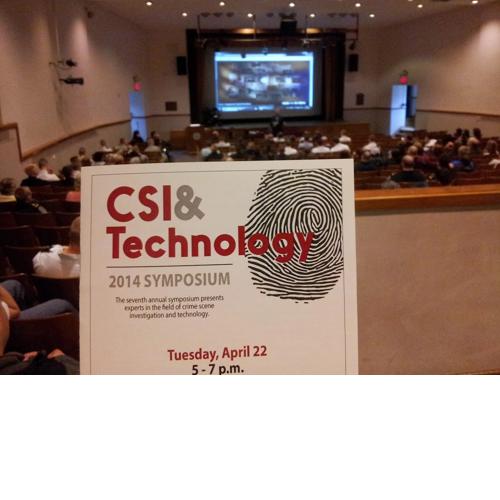 CSI&
Technology
2014 SYMPOSIUM
The seventh annual symposium presents
experts in the field of crime scene
investigation and technology.
Tuesday, April 22
5 - 7 p.m.